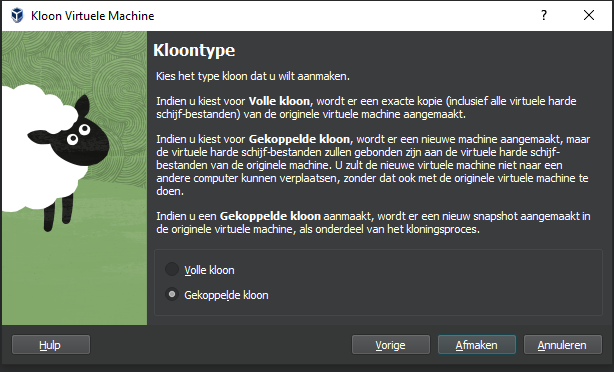 Kloon Virtuele Machine
?
Kloontype
Kies het type kloon dat u wilt aanmaken.
Indien u kiest voor Volle kloon, wordt er een exacte kopie (inclusief alle virtuele harde
schijf-bestanden) van de originele virtuele machine aangemaakt.
Indien u kiest voor Gekoppelde kloon, wordt er een nieuwe machine aangemaakt, maar
de virtuele harde schijf-bestanden zullen gebonden zijn aan de virtuele harde schijf-
bestanden van de originele machine. U zult de nieuwe virtuele machine niet naar een
andere computer kunnen verplaatsen, zonder dat ook met de originele virtuele machine te
doen.
Indien u een Gekoppelde kloon aanmaakt, wordt er een nieuw snapshot aangemaakt in
de originele virtuele machine, als onderdeel van het kloningsproces.
Volle kloon
Gekoppelde kloon
Hulp
Vorige
Afmaken
Annuleren